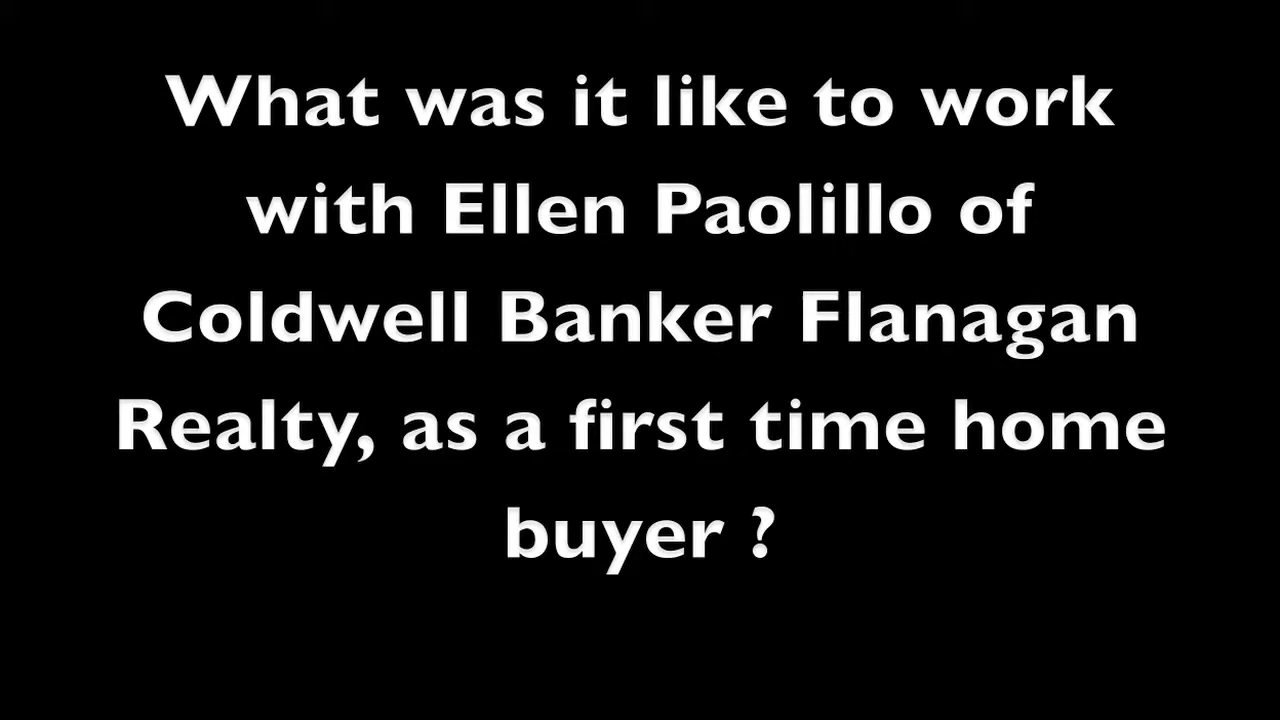 What was it like to work
with Ellen Paolillo of
Coldwell Banker Flanagan
Realty, as a first time home
buyer ?